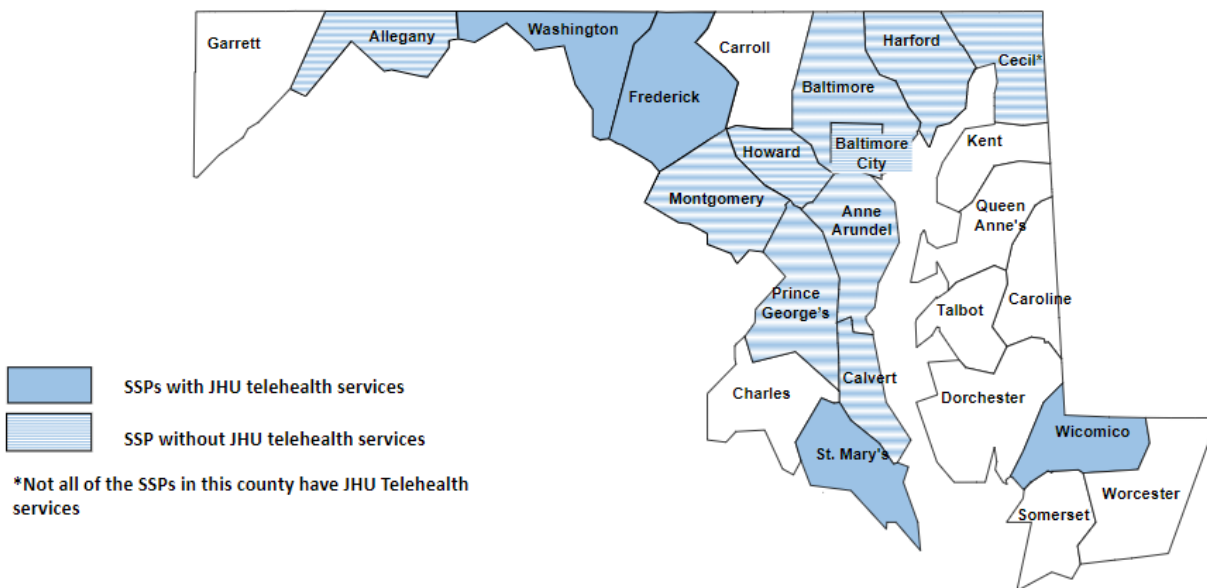 Garrett
Allegany
Washington
Frederick
Carroll
Baltimore
Harford
Cecil*
Baltimore
City
Howard
Montgomery
Kent
Queen
Anne's
Anne
Arundel
Prince
George's
Talbot
Caroline
Charles
Calvert
Dorchester
St. Mary's
Wicomico
Worcester
Somerset
SSPs with JHU telehealth services
SSP without JHU telehealth services
*Not all of the SSPs in this county have JHU Telehealth
services